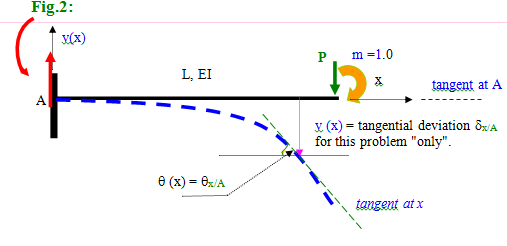 Fig.2:
y(x)
P
m =1.0
L, EI
x
tangent at A
A
y (x) = tangential deviation δx/A
for this problem "only".
θ (x) = θx/A
tangent at x